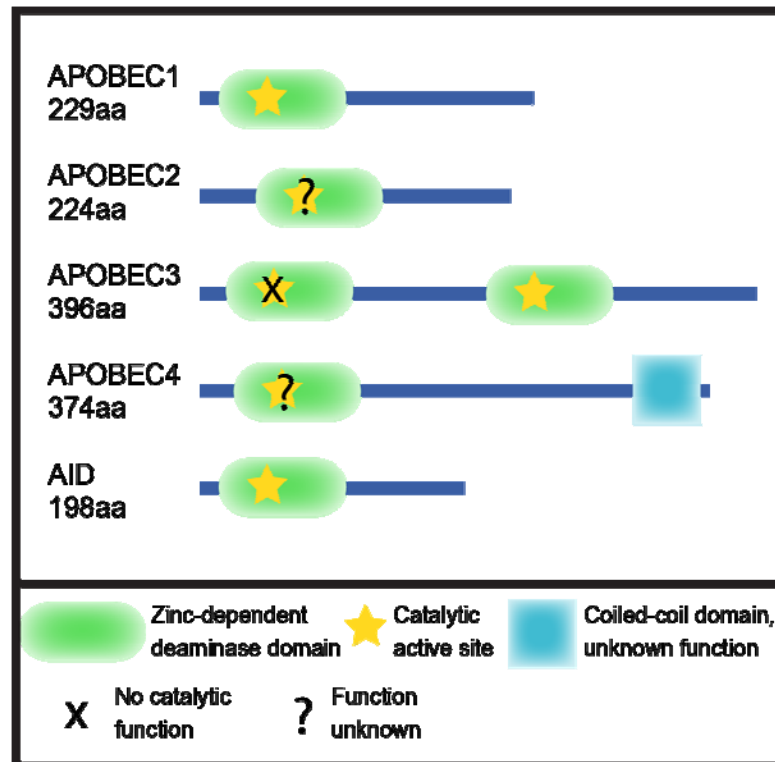 APOBEC1
229aa
APOBEC2
224aa
?
APOBEC3
396aa
X
APOBEC4
374aa
?
AID
198aa
Zinc-dependent
deaminase domain
Catalytic
active site
Coiled-coil domain,
unknown function
X
No catalytic
function
?
Function
unknown